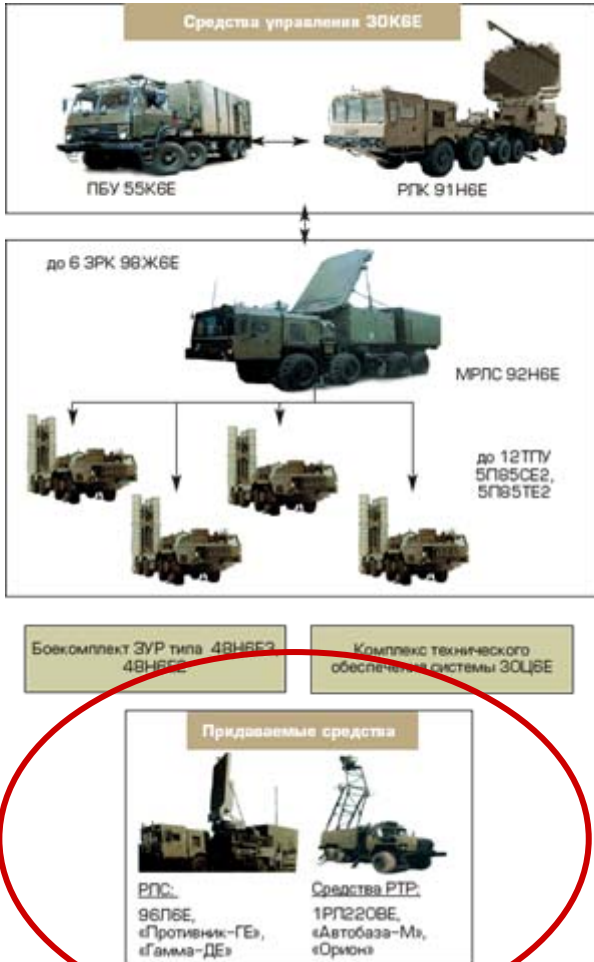 Средства управления 30К6Е
ПБУ 55К6Е
РЛК 91Н6Е
до 6 ЗРК 98Ж6Е
МРЛС 92Н6Е
до 12ТПУ
5П85СЕ2,
5П85ТЕ2
Боекомплект ЗУР типа 48Н6Е3,
48Н6Е2
Комплекс технического
обеспечения системы 30Ц6Е
Придаваемые средства
РЛС:
96Л6Е,
«Противник-ГЕ»,
«Гамма-ДЕ»
Средства РТР:
1РЛ220ВЕ,
«Автобаза-М»,
«Орион»